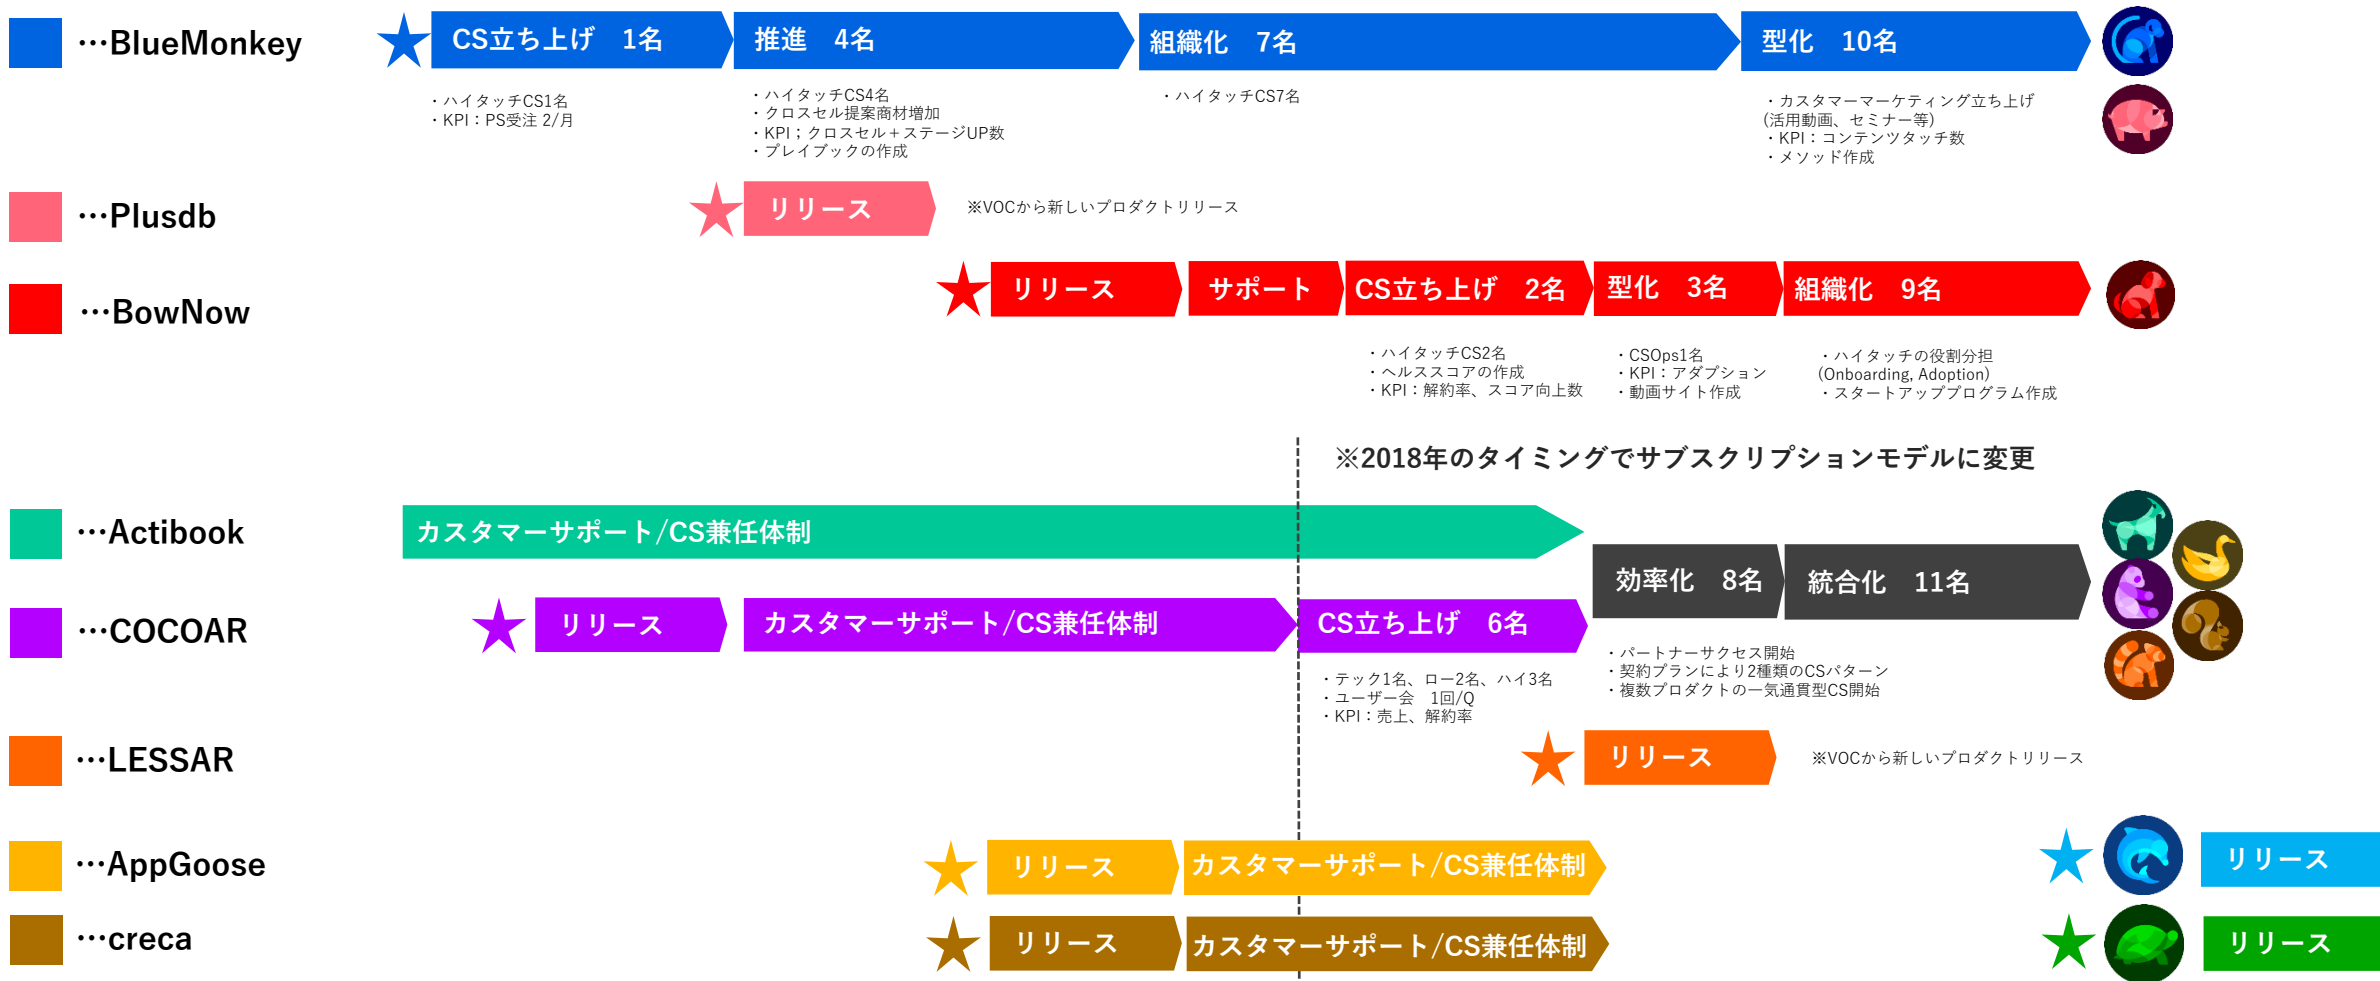 …BlueMonkey
CS立ち上げ　1名
推進　4名
組織化　7名
型化　10名
・ハイタッチCS1名
・KPI：PS受注 2/月
・ハイタッチCS4名
・クロスセル提案商材増加
・KPI；クロスセル＋ステージUP数
・プレイブックの作成
・ハイタッチCS7名
・カスタマーマーケティング立ち上げ
(活用動画、セミナー等)
・KPI：コンテンツタッチ数
・メソッド作成
…Plusdb
リリース
※VOCから新しいプロダクトリリース
…BowNow
リリース
サポート
CS立ち上げ　2名
型化　3名
組織化　9名
・ハイタッチCS2名
・ヘルススコアの作成
・KPI：解約率、スコア向上数
・CSOps1名
・KPI：アダプション
・動画サイト作成
・ハイタッチの役割分担
(Onboarding, Adoption)
・スタートアッププログラム作成
※2018年のタイミングでサブスクリプションモデルに変更
…Actibook
カスタマーサポート/CS兼任体制
効率化　8名
統合化　11名
…COCOAR
リリース
カスタマーサポート/CS兼任体制
CS立ち上げ　6名
・テック1名、ロー2名、ハイ3名
・ユーザー会　1回/Q
・KPI：売上、解約率
・パートナーサクセス開始
・契約プランにより2種類のCSパターン
・複数プロダクトの一気通貫型CS開始
…LESSAR
リリース
※VOCから新しいプロダクトリリース
…AppGoose
リリース
カスタマーサポート/CS兼任体制
リリース
…creca
リリース
カスタマーサポート/CS兼任体制
リリース